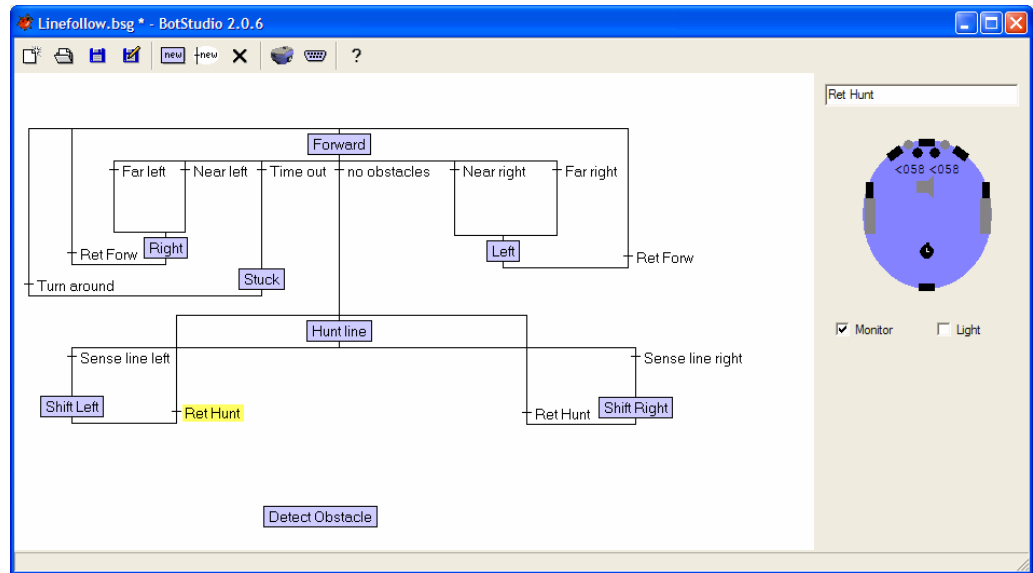 Linefollow.bsg * - BotStudio 2.0.6
new new ?
Ret Hunt
Forward
Far left Near left Time out no obstacles Near right Far right
<058 <058
Ret Forw Right Left Ret Forw
Turn around Stuck
Hunt line
Monitor Light
Sense line left Sense line right
Shift Left Ret Hunt Ret Hunt Shift Right
Detect Obstacle